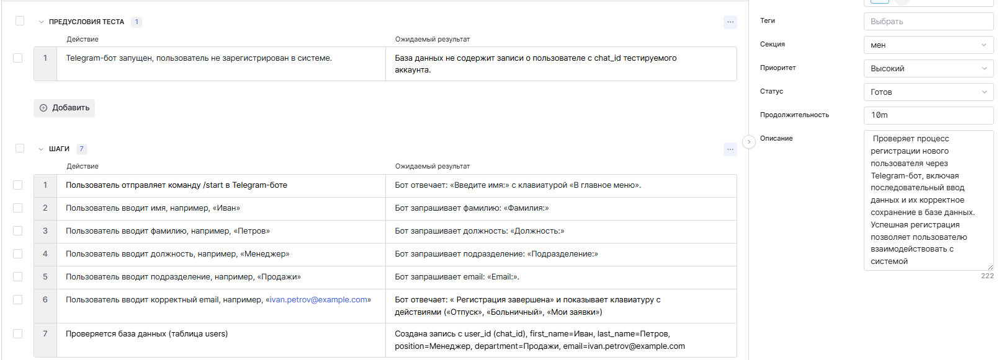 ПРЕДУСЛОВИЯ ТЕСТА 1
Действие
Ожидаемый результат
1
Telegram-бот запущен, пользователь не зарегистрирован в системе.
База данных не содержит записи о пользователе с chat_id тестируемого
аккаунта.
Добавить
ШАГИ 7
Действие
Ожидаемый результат
1
Пользователь отправляет команду /start в Telegram-боте
Бот отвечает: «Введите имя:» с клавиатурой «В главное меню».
2
Пользователь вводит имя, например, «Иван»
Бот запрашивает фамилию: «Фамилия:»
3
Пользователь вводит фамилию, например, «Петров»
Бот запрашивает должность: «Должность:»
4
Пользователь вводит должность, например, «Менеджер»
Бот запрашивает подразделение: «Подразделение:»
5
Пользователь вводит подразделение, например, «Продажи»
Бот запрашивает email: «Email:».
6
Пользователь вводит корректный email, например, «ivan.petrov@example.com»
Бот отвечает: « Регистрация завершена» и показывает клавиатуру с
действиями («Отпуск», «Больничный», «Мои заявки»)
7
Проверяется база данных (таблица users)
Создана запись с user_id (chat_id), first_name=Иван, last_name=Петров,
position=Менеджер, department=Продажи, email=ivan.petrov@example.com
Теги
Выбрать
Секция
мен
Приоритет
Высокий
Статус
Готов
Продолжительность
10m
Описание
Проверяет процесс
регистрации нового
пользователя через
Telegram-бот, включая
последовательный ввод
данных и их корректное
сохранение в базе данных.
Успешная регистрация
позволяет пользователю
взаимодействовать с
системой
222